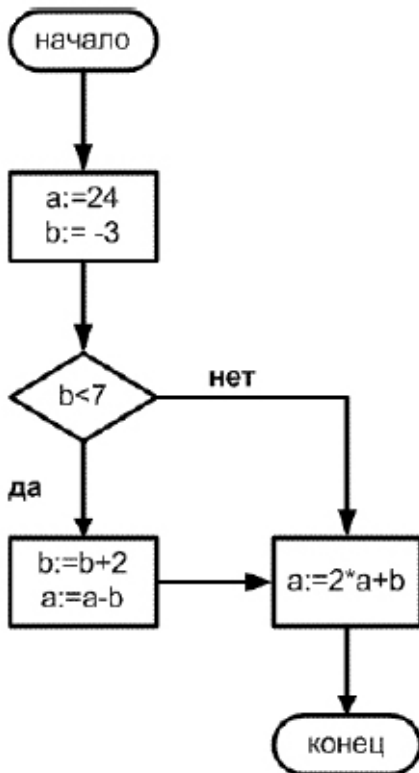 начало
a:=24
b:= -3
b<7
нет
да
b:=b+2
a:=a-b
a:=2*a+b
конец